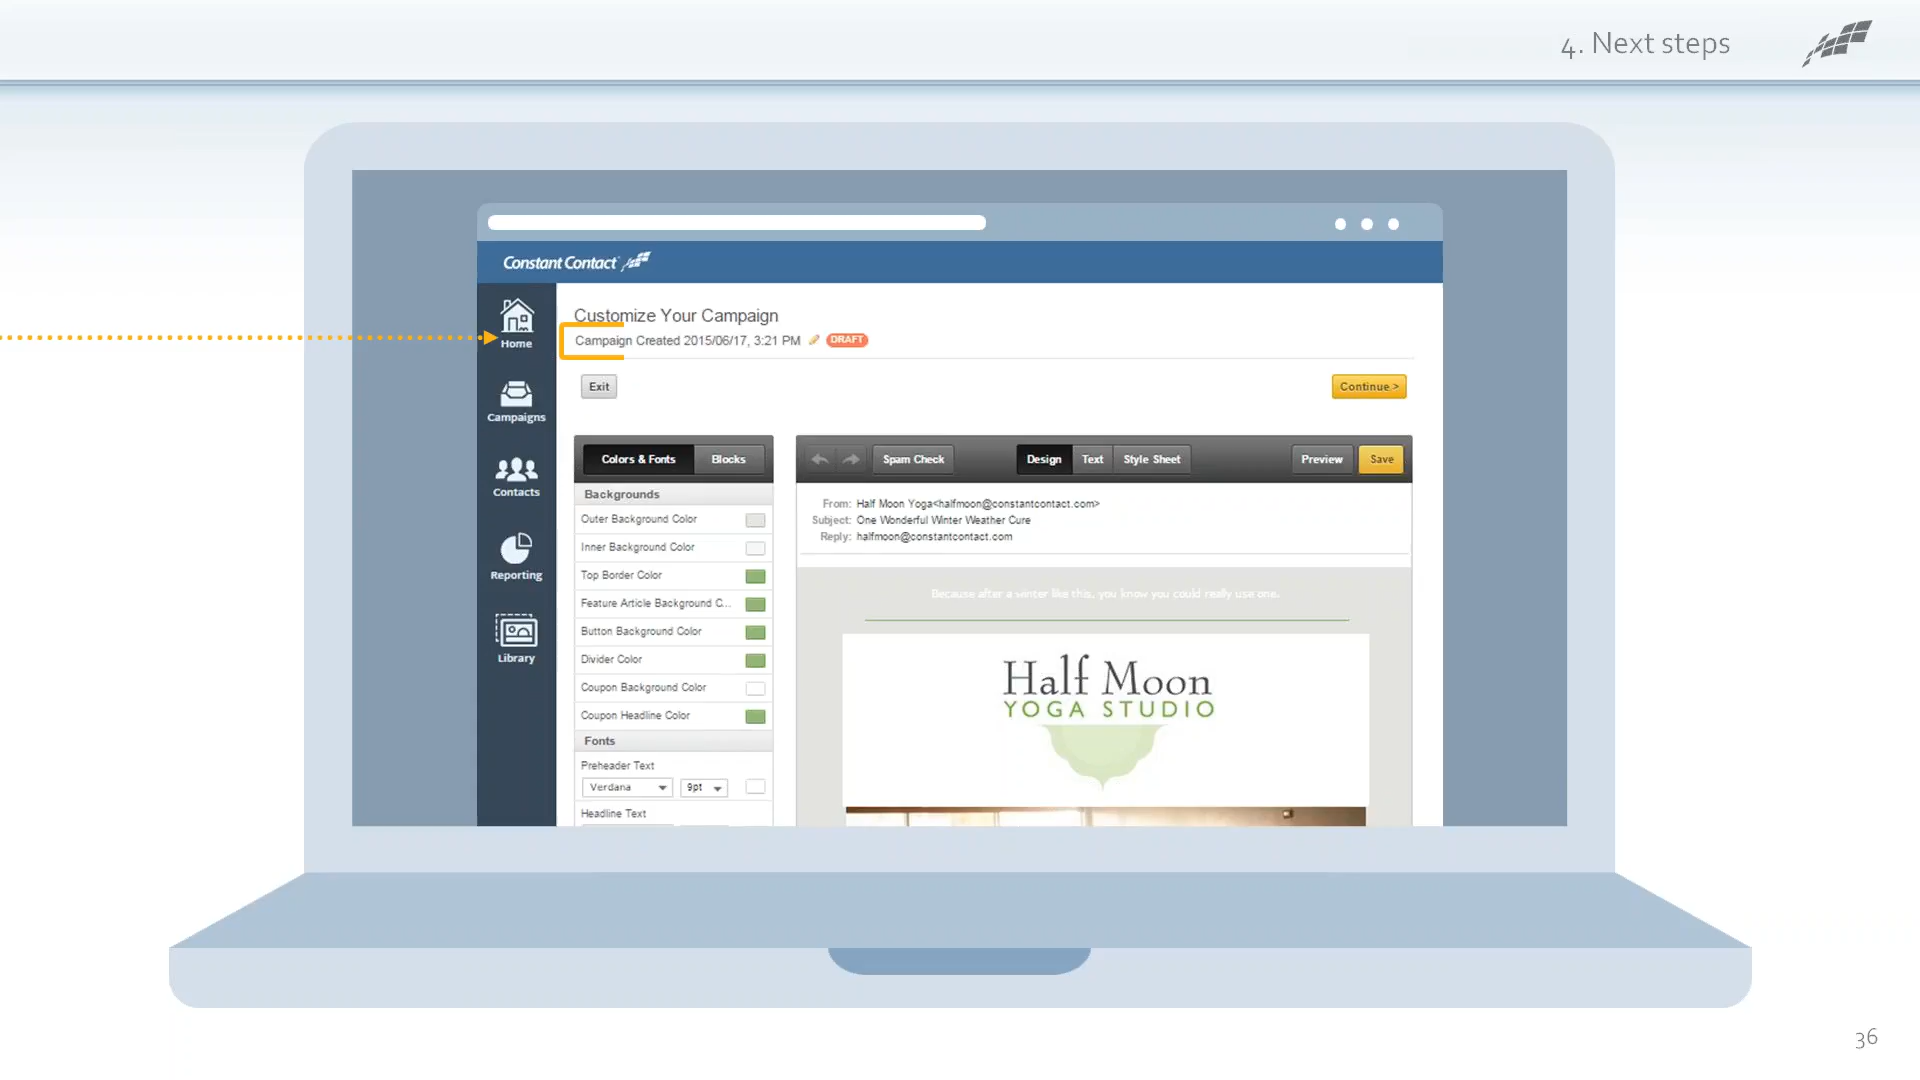 4. Next steps
Constant Contact
Home
Campaigns
Contacts
Reporting
Library
Customize Your Campaign
Campaign Created 2015/06/17, 3:21 PM DRAFT
Exit
Continue >
Colors & Fonts Blocks
Backgrounds
Outer Background Color
Inner Background Color
Top Border Color
Feature Article Background C...
Button Background Color
Divider Color
Coupon Background Color
Coupon Headline Color
Fonts
Preheader Text
Verdana 9pt
Headline Text
Spam Check Design Text Style Sheet Preview Save
From: Half Moon Yoga<halfmoon@constantcontact.com>
Subject: One Wonderful Winter Weather Cure
Reply: halfmoon@constantcontact.com
Because after a winter like this, you know you could really use one.
Half Moon
YOGA STUDIO
36